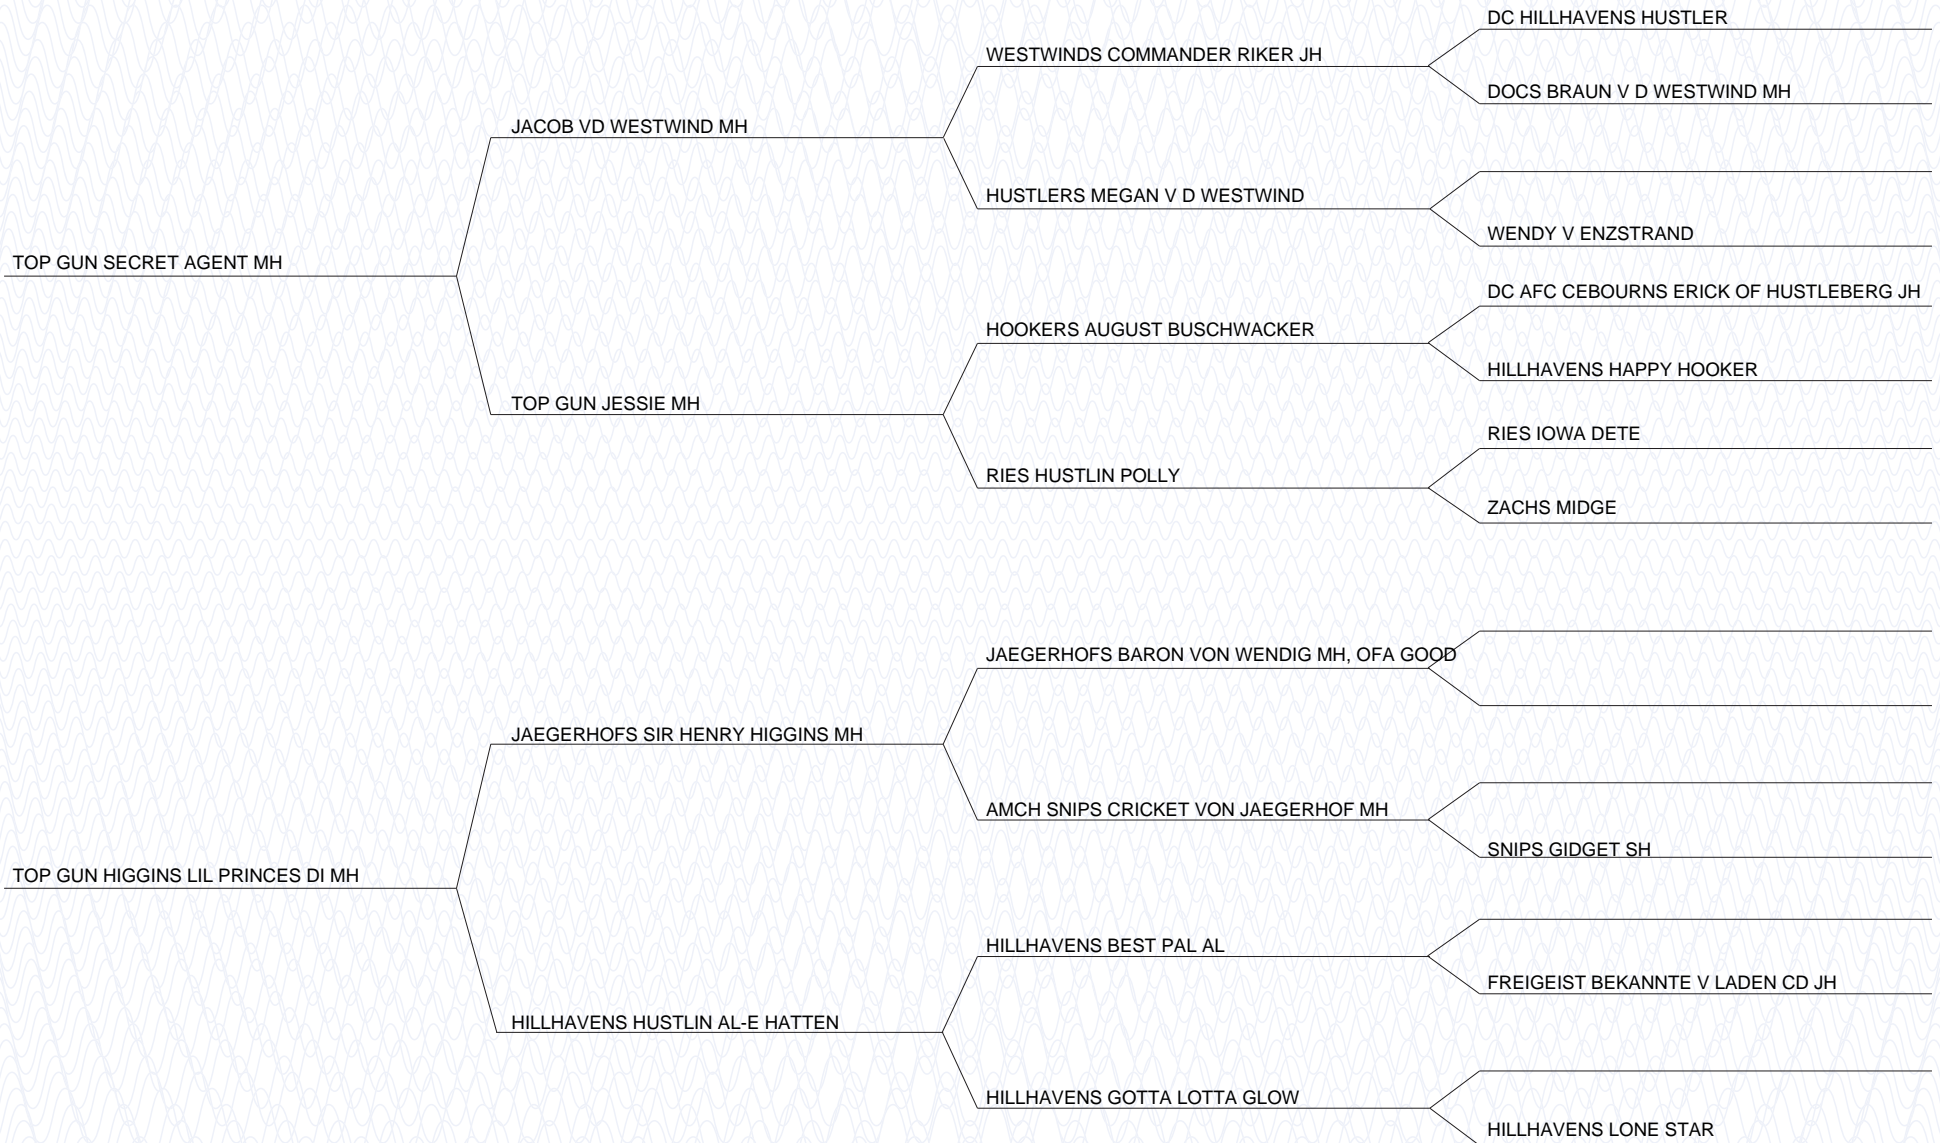 DC HILLHAVENS HUSTLER
WESTWINDS COMMANDER RIKER JH
DOCS BRAUN V D WESTWIND MH
JACOB VD WESTWIND MH
HUSTLERS MEGAN V D WESTWIND
WENDY V ENZSTRAND
TOP GUN SECRET AGENT MH
DC AFC CEBOURNS ERICK OF HUSTLEBERG JH
HOOKERS AUGUST BUSCHWACKER
HILLHAVENS HAPPY HOOKER
TOP GUN JESSIE MH
RIES IOWA DETE
RIES HUSTLIN POLLY
ZACHS MIDGE
JAEGERHOFS BARON VON WENDIG MH, OFA GOOD
JAEGERHOFS SIR HENRY HIGGINS MH
AMCH SNIPS CRICKET VON JAEGERHOF MH
SNIPS GIDGET SH
TOP GUN HIGGINS LIL PRINCES DI MH
HILLHAVENS BEST PAL AL
FREIGEIST BEKANNTE V LADEN CD JH
HILLHAVENS HUSTLIN AL-E HATTEN
HILLHAVENS GOTTA LOTTA GLOW
HILLHAVENS LONE STAR